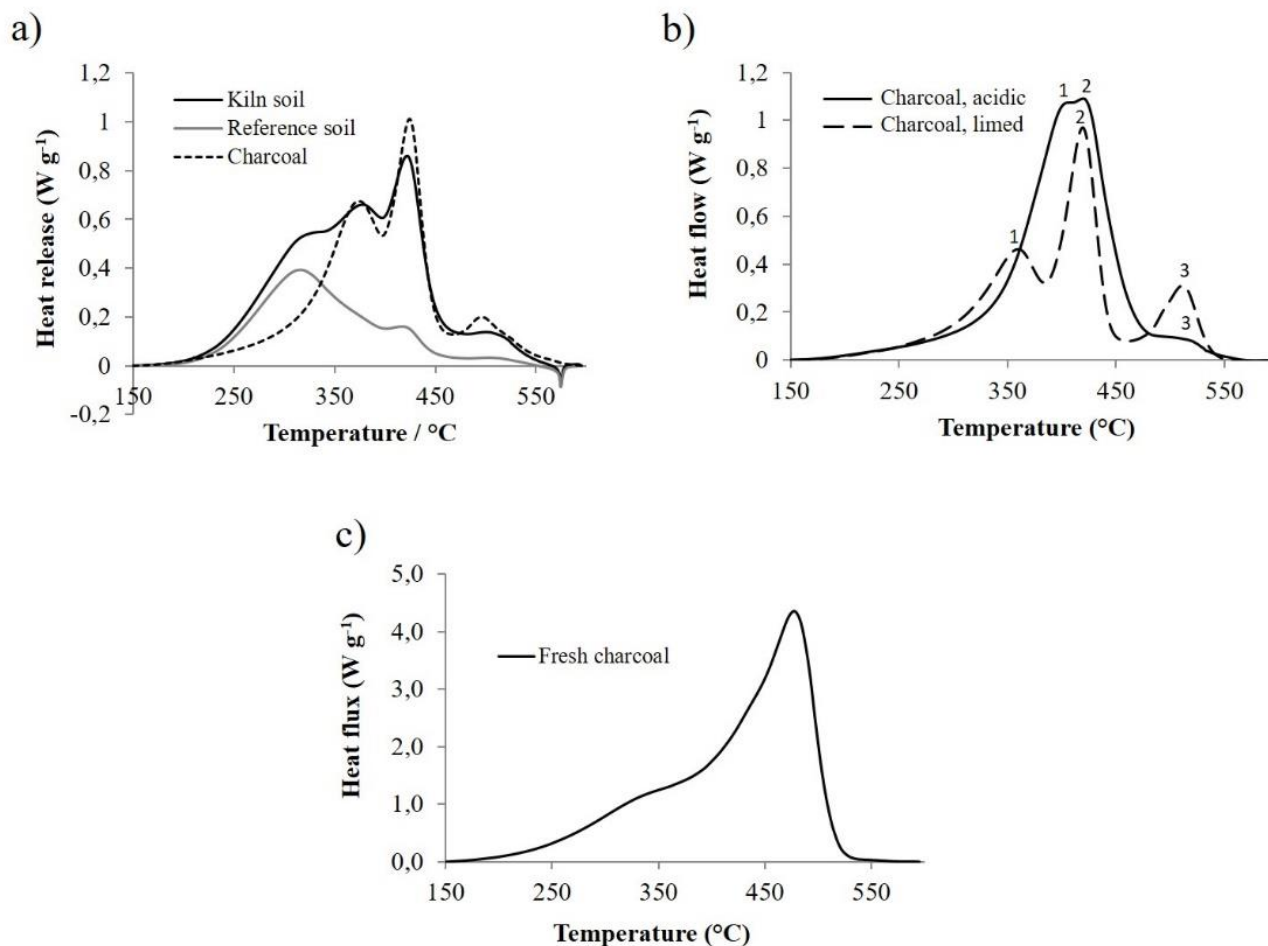 a)
Heat release (W g⁻¹)
1,2
1
0,8
0,6
0,4
0,2
0
-0,2
Kiln soil
Reference soil
Charcoal
150 250 350 450 550
Temperature / °C
b)
Heat flow (W g⁻¹)
1,2
1
0,8
0,6
0,4
0,2
0
Charcoal, acidic
Charcoal, limed
1 2
2
1
3
3
150 250 350 450 550
Temperature (°C)
c)
Heat flux (W g⁻¹)
5,0
4,0
3,0
2,0
1,0
0,0
Fresh charcoal
150 250 350 450 550
Temperature (°C)